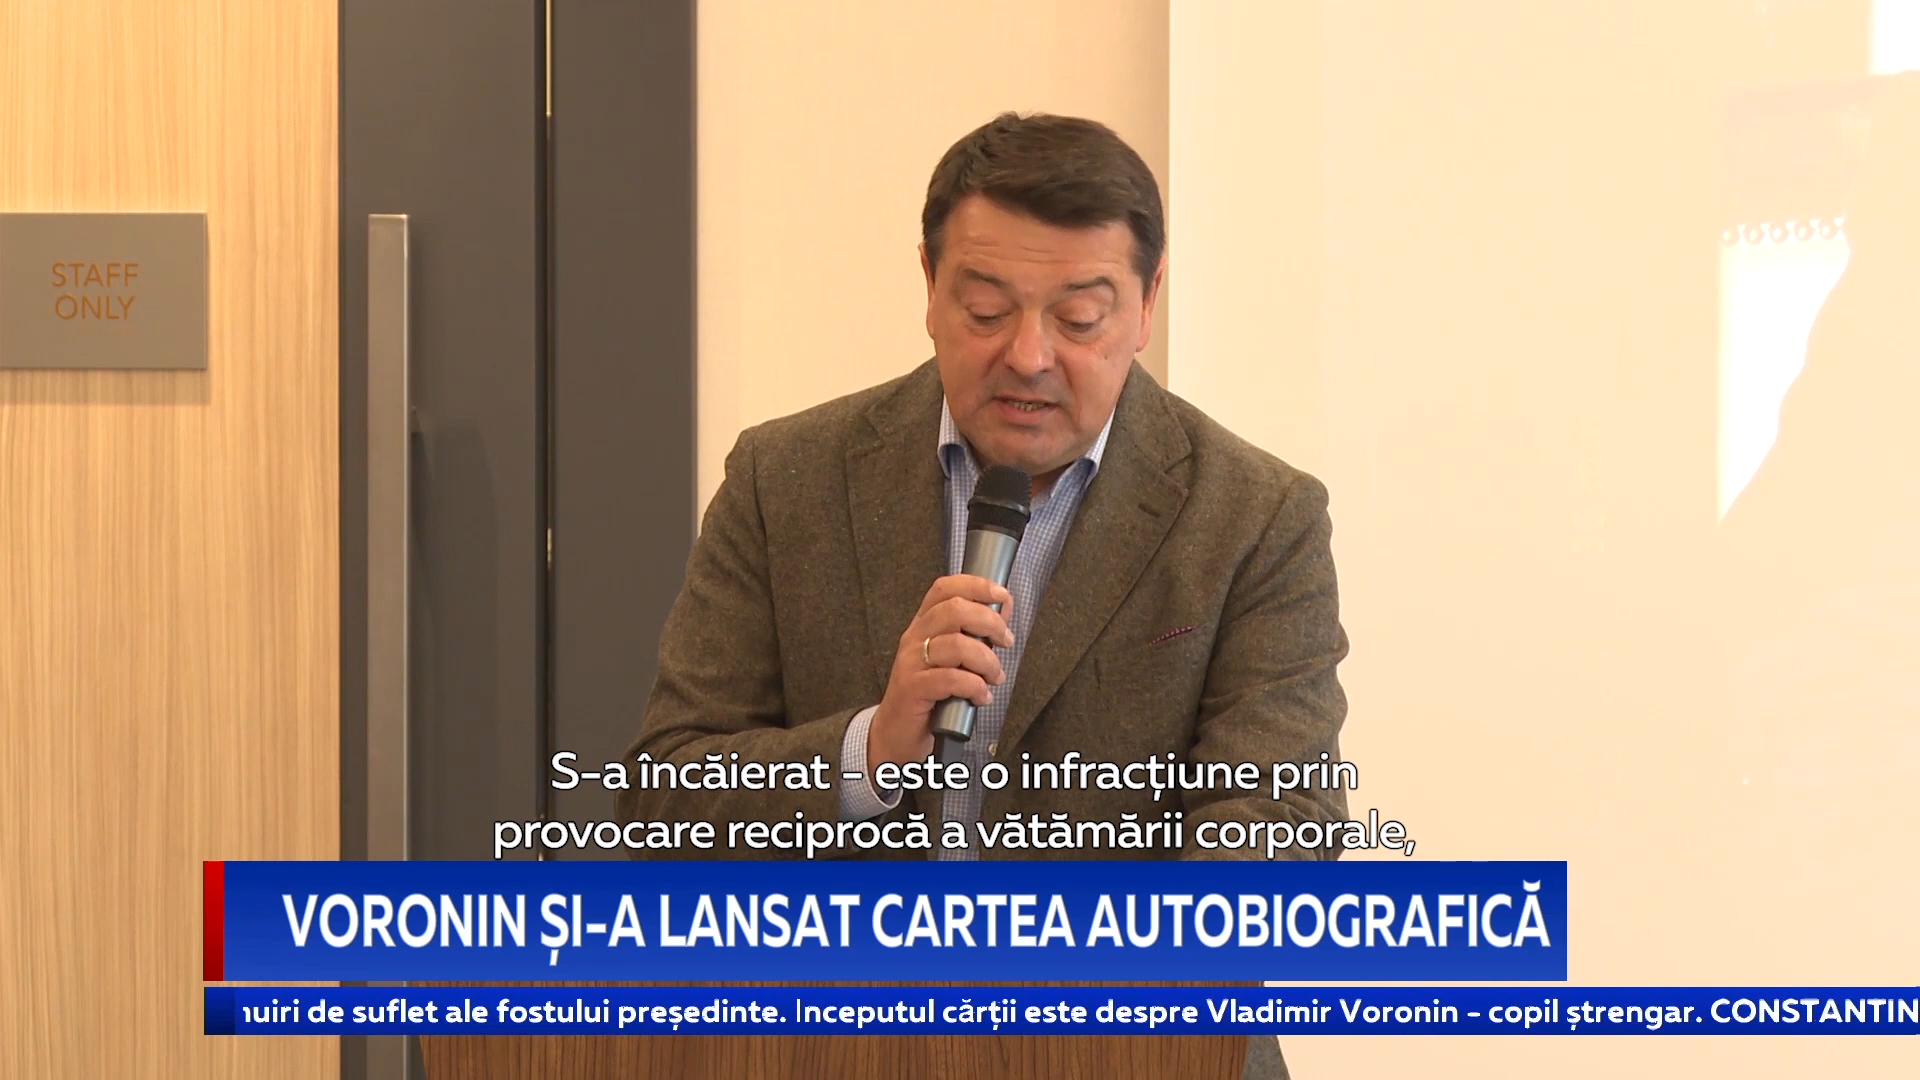 STAFF
ONLY
S-a încăierat - este o infracțiune prin
provocare reciprocă a vătămării corporale,
VORONIN ȘI-A LANSAT CARTEA AUTOBIOGRAFICĂ
de suflet ale fostului președinte. Inceputul cărții este despre Vladimir Voronin - copil ștrengar. CONSTANTIN